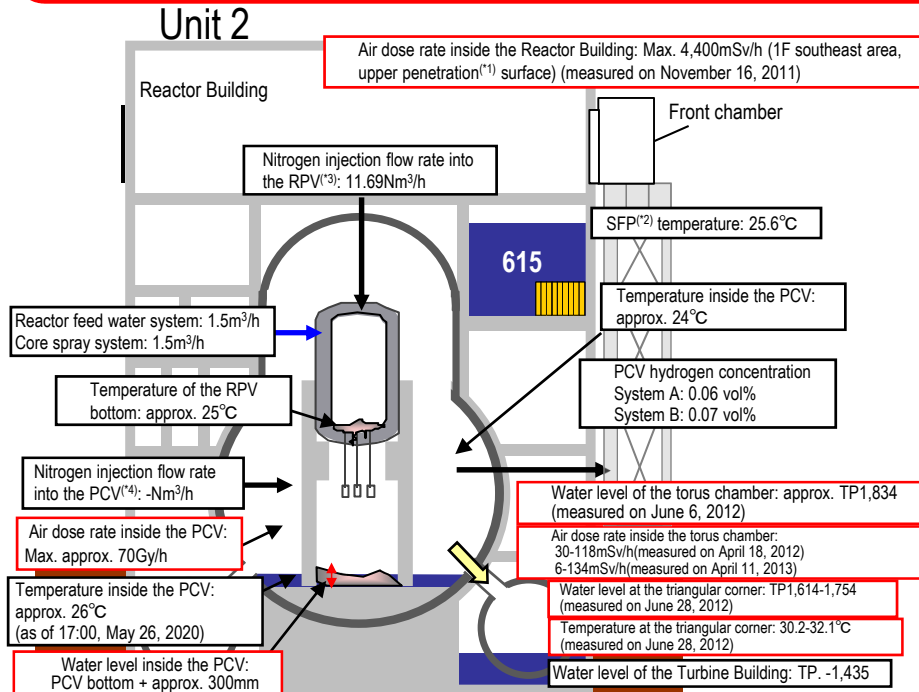 Unit 2
Air dose rate inside the Reactor Building: Max. 4,400mSv/h (1F southeast area,
upper penetration(*1) surface) (measured on November 16, 2011)
Reactor Building
Front chamber
Nitrogen injection flow rate into
the RPV(*3): 11.69Nm3/h
SFP(*2) temperature: 25.6℃
615
Temperature inside the PCV:
approx. 24℃
Reactor feed water system: 1.5m3/h
Core spray system: 1.5m3/h
PCV hydrogen concentration
System A: 0.06 vol%
System B: 0.07 vol%
Temperature of the RPV
bottom: approx. 25℃
Nitrogen injection flow rate
into the PCV(*4): -Nm3/h
Water level of the torus chamber: approx. TP1,834
(measured on June 6, 2012)
Air dose rate inside the PCV:
Max. approx. 70Gy/h
Air dose rate inside the torus chamber:
30-118mSv/h(measured on April 18, 2012)
6-134mSv/h(measured on April 11, 2013)
Temperature inside the PCV:
approx. 26℃
(as of 17:00, May 26, 2020)
Water level at the triangular corner: TP1,614-1,754
(measured on June 28, 2012)
Temperature at the triangular corner: 30.2-32.1℃
(measured on June 28, 2012)
Water level inside the PCV:
PCV bottom + approx. 300mm
Water level of the Turbine Building: TP. -1,435